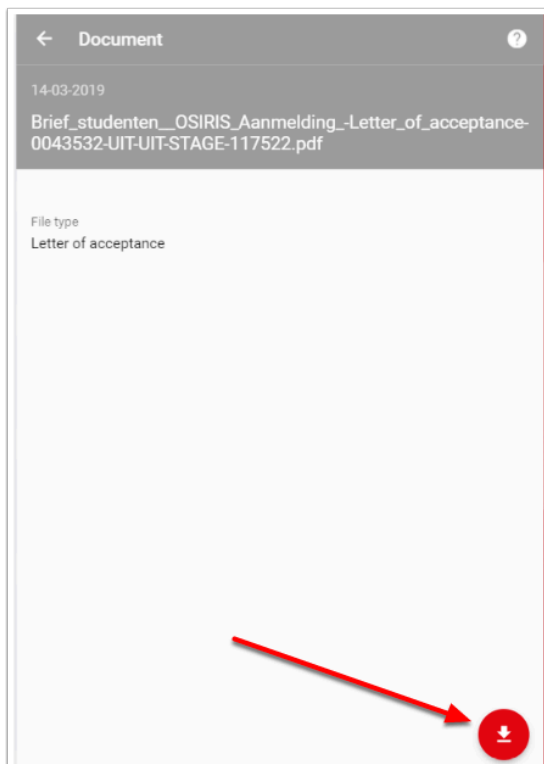 Document
14-03-2019
Brief_studenten__OSIRIS_Aanmelding_-Letter_of_acceptance-
0043532-UIT-UIT-STAGE-117522.pdf
File type
Letter of acceptance